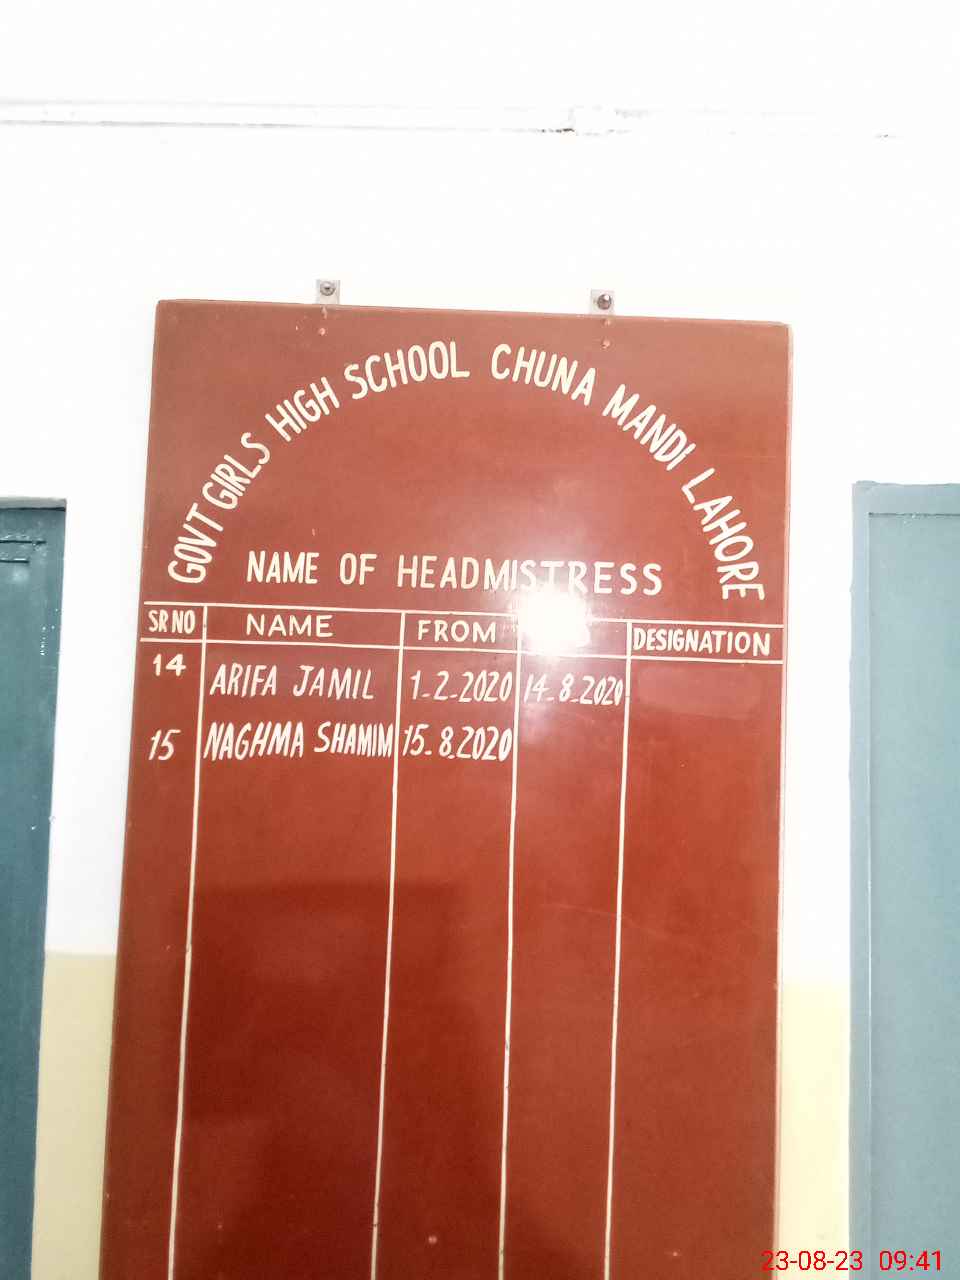 GOVT GIRLS HIGH SCHOOL CHUNA MANDI LAHORE
NAME OF HEADMISTRESS
SR NO NAME FROM DESIGNATION
14 ARIFA JAMIL 1-2-2020 14-8-2020
15 NAGHMA SHAMIM 15-8-2020
23-08-23 09:41